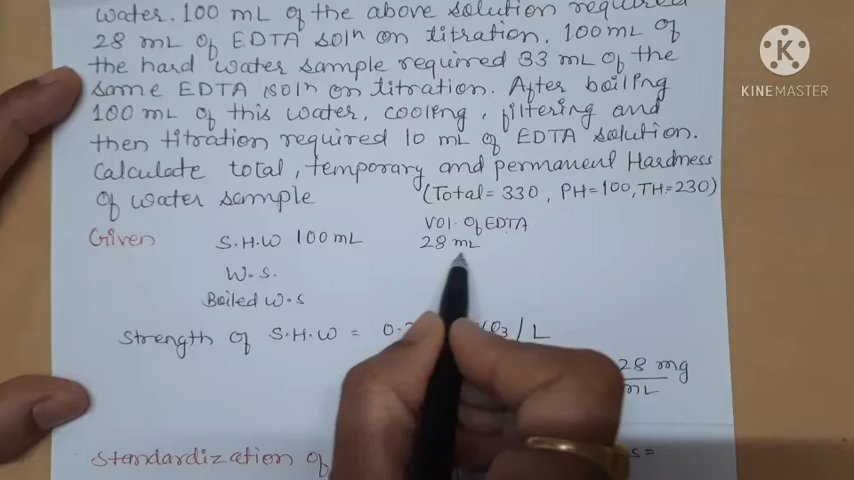 water. 100 mL of the above solution required
28 mL of EDTA soln on titration. 100 mL of
the hard water sample required 33 mL of the
same EDTA soln on titration. After boiling
100 mL of this water, cooling, filtering and
then titration required 10 mL of EDTA solution.
Calculate total, temporary and permanent Hardness
of water sample
(Total = 330, PH = 100, TH = 230)
Given
S.H.W 100 mL
Vol. of EDTA
28 mL
W.S.
Boiled W.S
Strength of S.H.W = 0.2 /L
28 mg
mL
Standardization of
s =
KINEMASTER